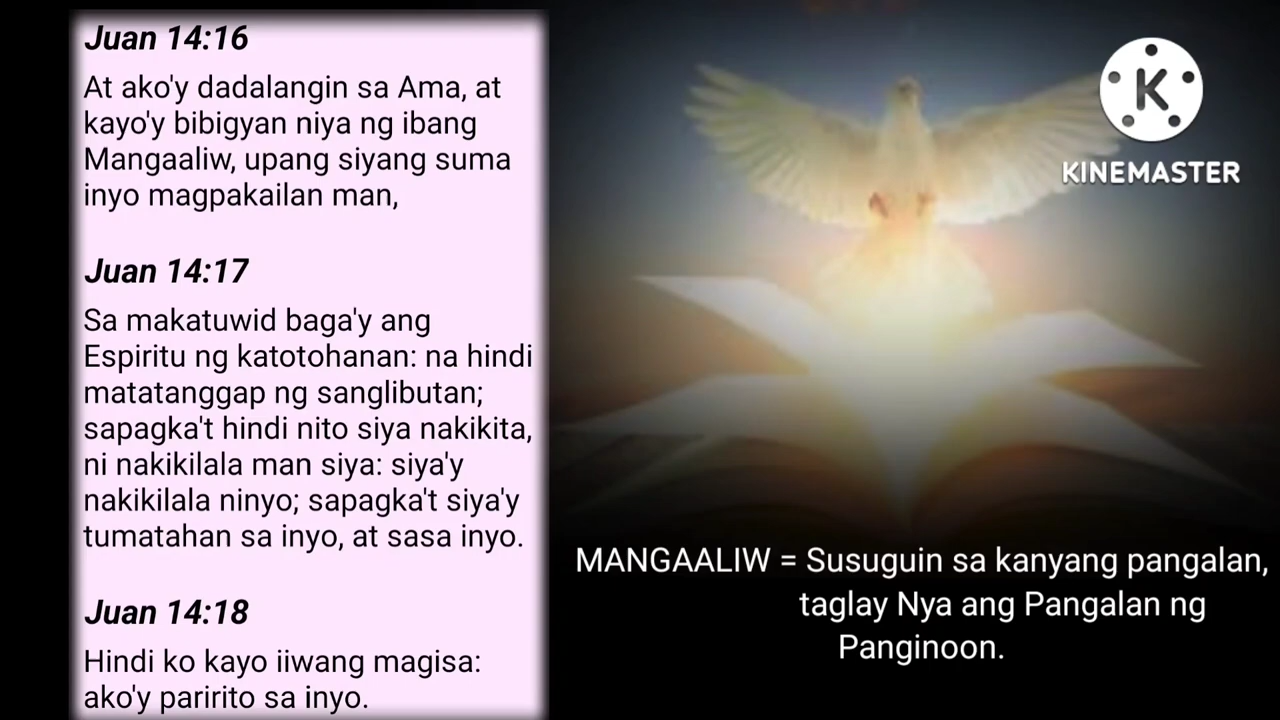 Juan 14:16
At ako'y dadalangin sa Ama, at
kayo'y bibigyan niya ng ibang
Mangaaliw, upang siyang suma
inyo magpakailan man,
Juan 14:17
Sa makatuwid baga'y ang
Espiritu ng katotohanan: na hindi
matatanggap ng sanglibutan;
sapagka't hindi nito siya nakikita,
ni nakikilala man siya: siya'y
nakikilala ninyo; sapagka't siya'y
tumatahan sa inyo, at sasa inyo.
Juan 14:18
Hindi ko kayo iiwang magisa:
ako'y paririto sa inyo.
K
KINEMASTER
MANGAALIW = Susuguin sa kanyang pangalan,
taglay Nya ang Pangalan ng
Panginoon.